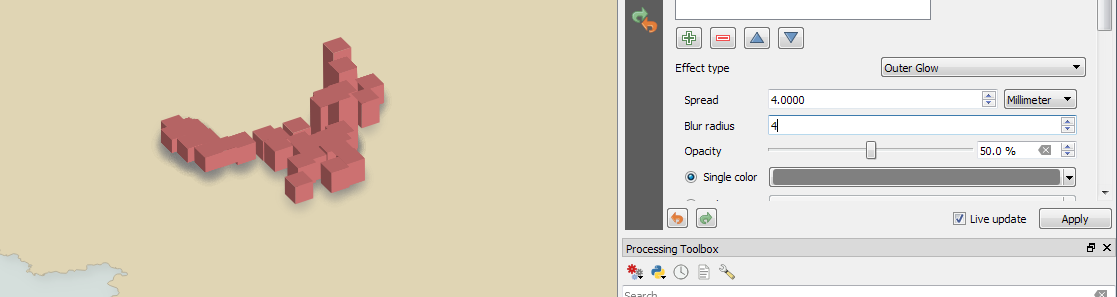 Effect type Outer Glow
Spread 4.0000 Millimeter
Blur radius 4
Opacity 50.0 %
Single color
Live update Apply
Processing Toolbox
Search